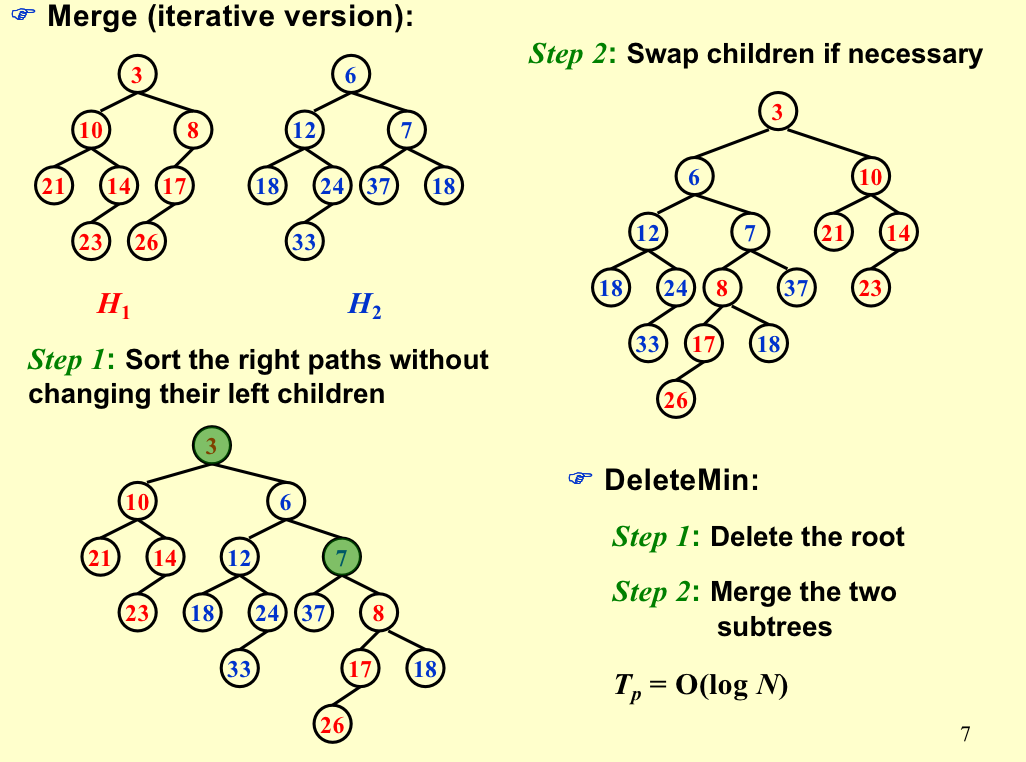 ☞ Merge (iterative version):
3
10 8
21 14 17
23 26
H1
6
12 7
18 24 37 18
33
H2
Step 1: Sort the right paths without
changing their left children
3
10 6
21 14 12 7
23 18 24 37 8
33 17 18
26
Step 2: Swap children if necessary
3
6 10
12 7 21 14
18 24 8 37 23
33 17 18
26
☞ DeleteMin:
Step 1: Delete the root
Step 2: Merge the two
subtrees
Tp = O(log N)
7